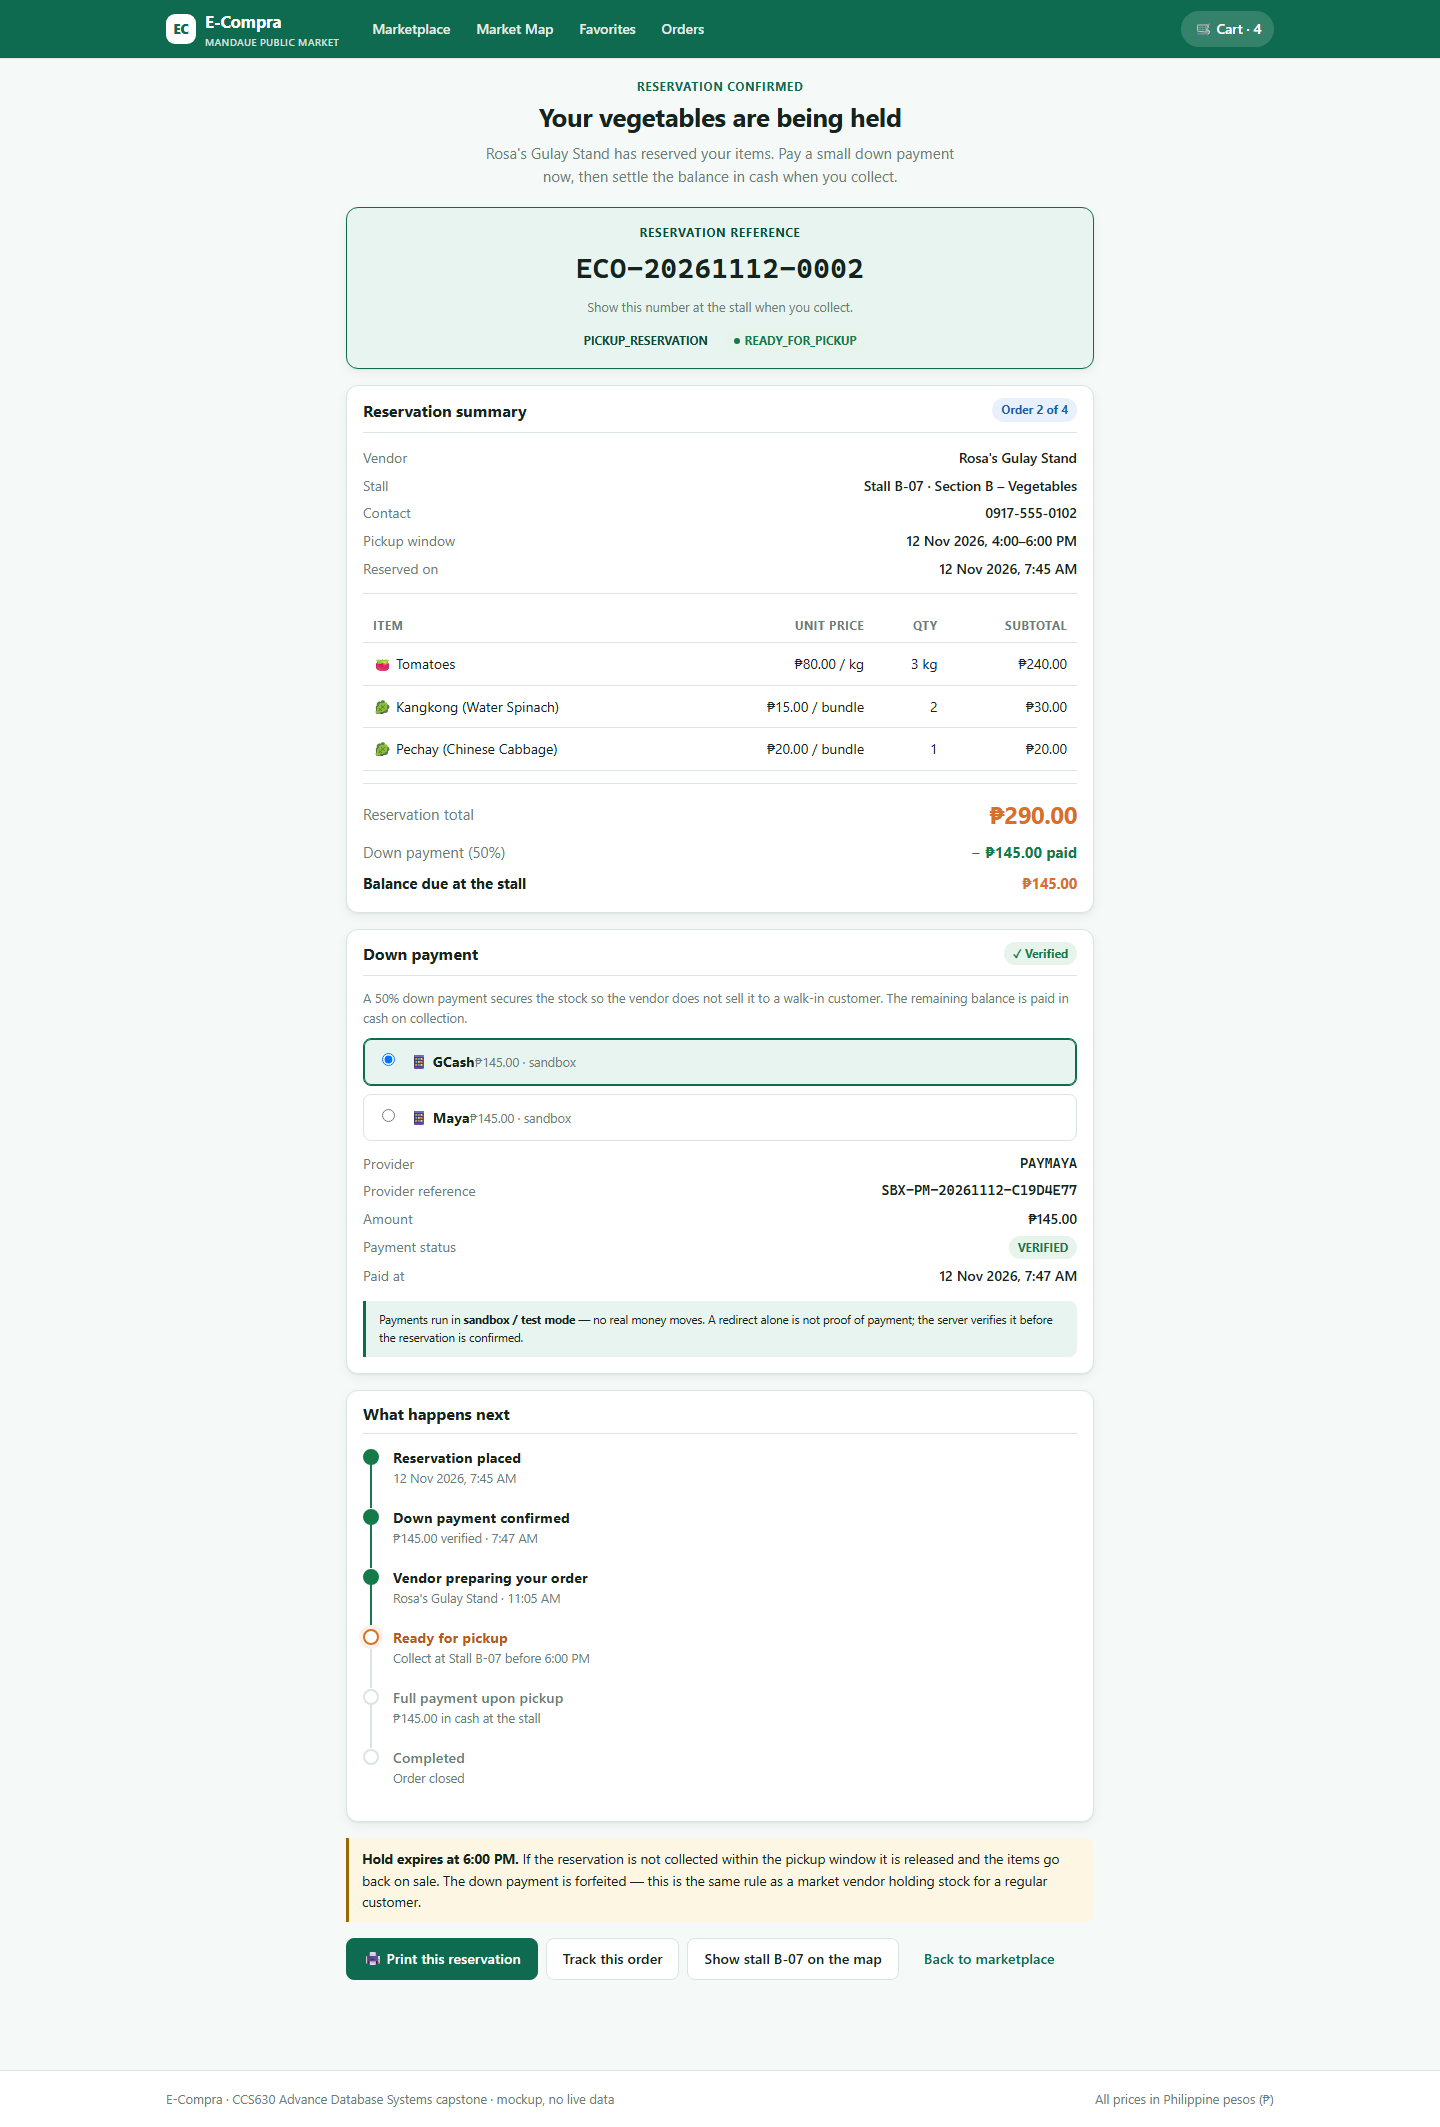 EC
E-Compra
MANDAUE PUBLIC MARKET
Marketplace
Market Map
Favorites
Orders
Cart · 4
RESERVATION CONFIRMED
Your vegetables are being held
Rosa's Gulay Stand has reserved your items. Pay a small down payment
now, then settle the balance in cash when you collect.
RESERVATION REFERENCE
ECO-20261112-0002
Show this number at the stall when you collect.
PICKUP_RESERVATION
READY_FOR_PICKUP
Reservation summary
Order 2 of 4
Vendor Rosa's Gulay Stand
Stall Stall B-07 · Section B – Vegetables
Contact 0917-555-0102
Pickup window 12 Nov 2026, 4:00–6:00 PM
Reserved on 12 Nov 2026, 7:45 AM
ITEM UNIT PRICE QTY SUBTOTAL
Tomatoes ₱80.00 / kg 3 kg ₱240.00
Kangkong (Water Spinach) ₱15.00 / bundle 2 ₱30.00
Pechay (Chinese Cabbage) ₱20.00 / bundle 1 ₱20.00
Reservation total ₱290.00
Down payment (50%) – ₱145.00 paid
Balance due at the stall ₱145.00
Down payment
✓ Verified
A 50% down payment secures the stock so the vendor does not sell it to a walk-in customer. The remaining balance is paid in
cash on collection.
GCash₱145.00 · sandbox
Maya₱145.00 · sandbox
Provider PAYMAYA
Provider reference SBX-PM-20261112-C19D4E77
Amount ₱145.00
Payment status VERIFIED
Paid at 12 Nov 2026, 7:47 AM
Payments run in sandbox / test mode — no real money moves. A redirect alone is not proof of payment; the server verifies it before
the reservation is confirmed.
What happens next
Reservation placed
12 Nov 2026, 7:45 AM
Down payment confirmed
₱145.00 verified · 7:47 AM
Vendor preparing your order
Rosa's Gulay Stand · 11:05 AM
Ready for pickup
Collect at Stall B-07 before 6:00 PM
Full payment upon pickup
₱145.00 in cash at the stall
Completed
Order closed
Hold expires at 6:00 PM. If the reservation is not collected within the pickup window it is released and the items go
back on sale. The down payment is forfeited — this is the same rule as a market vendor holding stock for a regular
customer.
Print this reservation
Track this order
Show stall B-07 on the map
Back to marketplace
E-Compra · CCS630 Advance Database Systems capstone · mockup, no live data
All prices in Philippine pesos (₱)